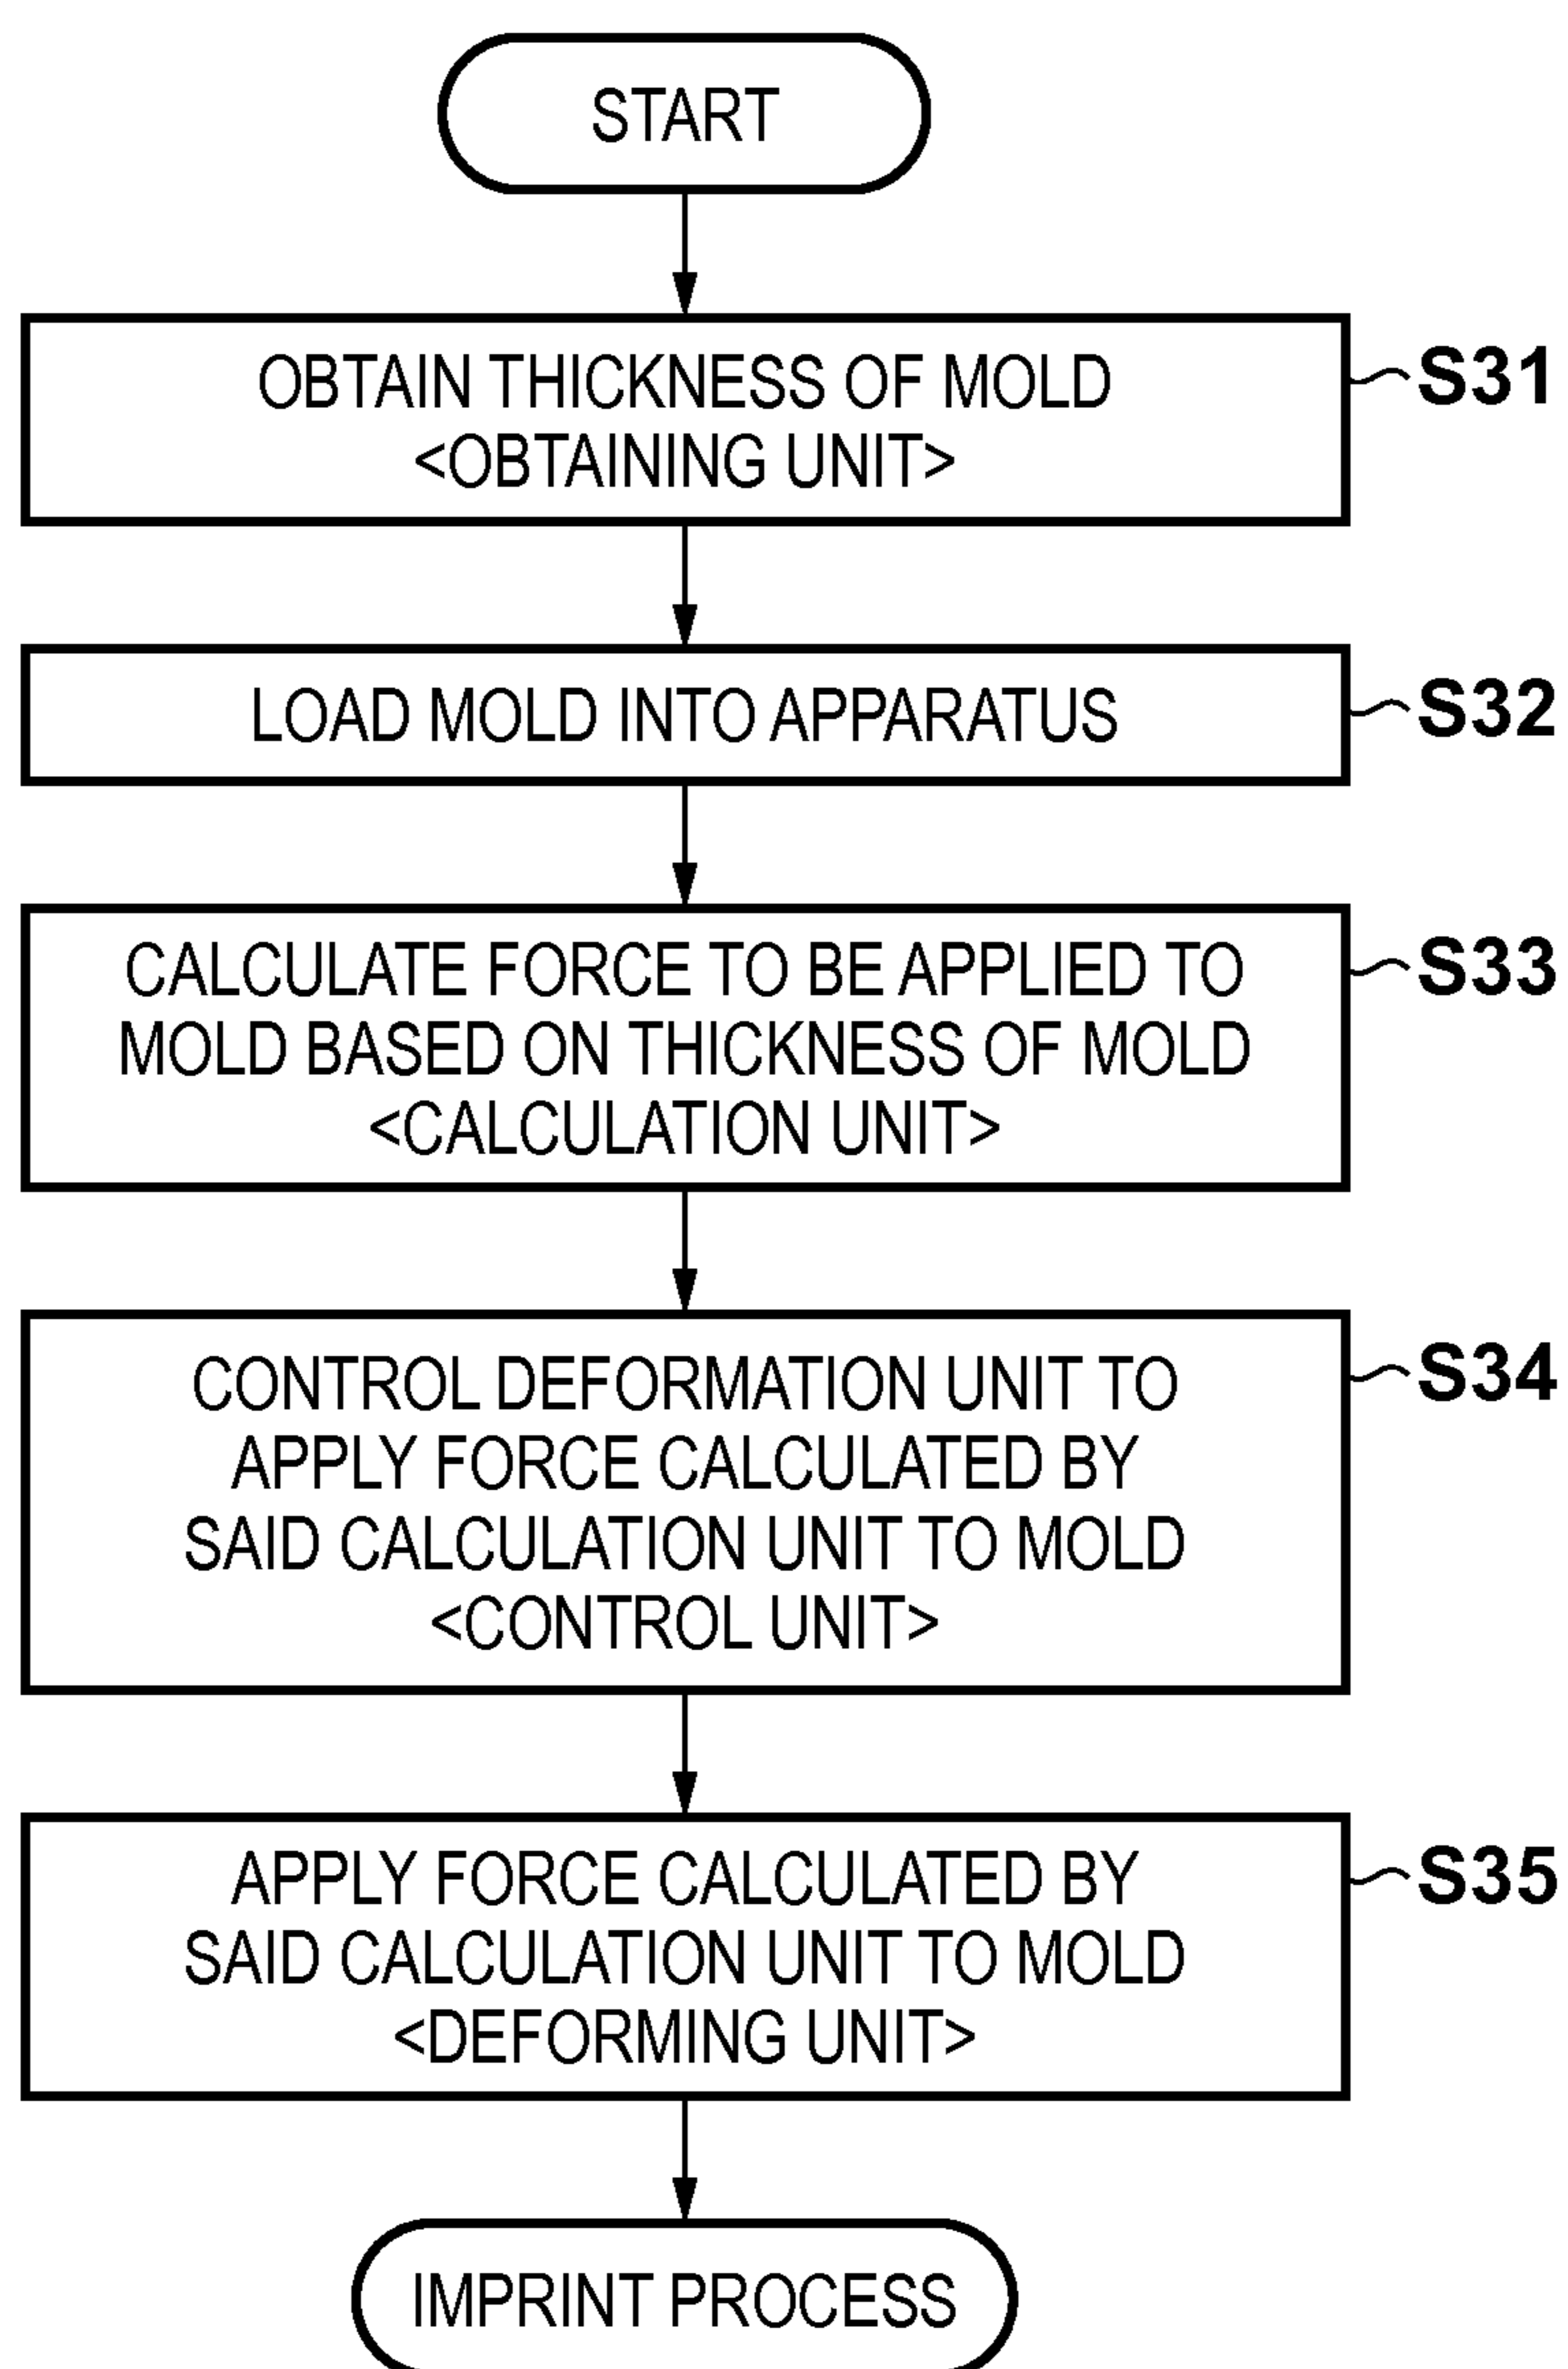 START
OBTAIN THICKNESS OF MOLD
<OBTAINING UNIT>
S31
LOAD MOLD INTO APPARATUS
S32
CALCULATE FORCE TO BE APPLIED TO
MOLD BASED ON THICKNESS OF MOLD
<CALCULATION UNIT>
S33
CONTROL DEFORMATION UNIT TO
APPLY FORCE CALCULATED BY
SAID CALCULATION UNIT TO MOLD
<CONTROL UNIT>
S34
APPLY FORCE CALCULATED BY
SAID CALCULATION UNIT TO MOLD
<DEFORMING UNIT>
S35
IMPRINT PROCESS